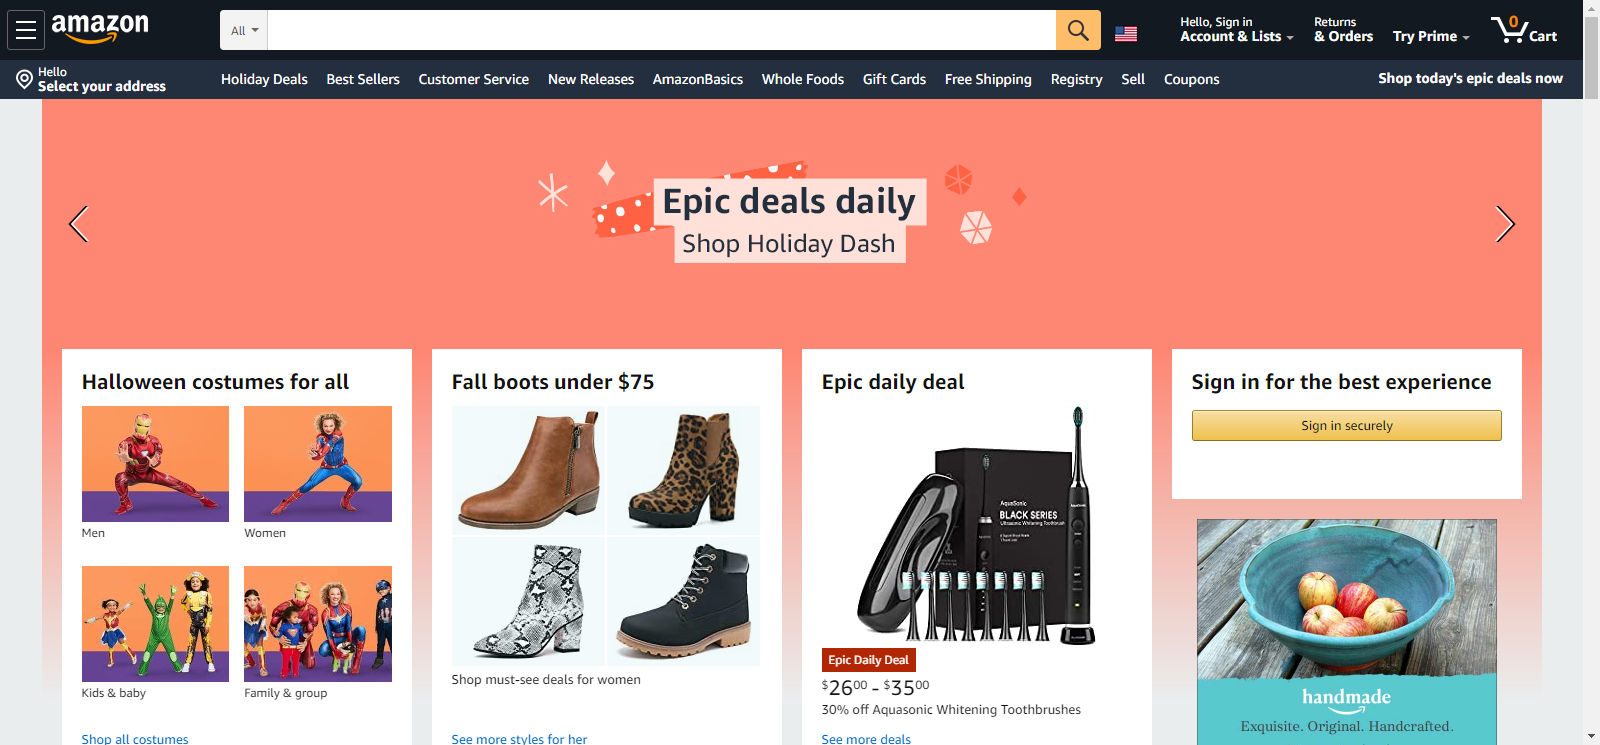 amazon
All
Hello, Sign in
Account & Lists
Returns
& Orders
Try Prime
0
Cart
Hello
Select your address
Holiday Deals
Best Sellers
Customer Service
New Releases
AmazonBasics
Whole Foods
Gift Cards
Free Shipping
Registry
Sell
Coupons
Shop today's epic deals now
Epic deals daily
Shop Holiday Dash
Halloween costumes for all
Men
Women
Kids & baby
Family & group
Shop all costumes
Fall boots under $75
Shop must-see deals for women
See more styles for her
Epic daily deal
AquaSonic
BLACK SERIES
Ultrasonic Whitening Toothbrush
Epic Daily Deal
$2600 - $3500
30% off Aquasonic Whitening Toothbrushes
See more deals
Sign in for the best experience
Sign in securely
handmade
Exquisite. Original. Handcrafted.